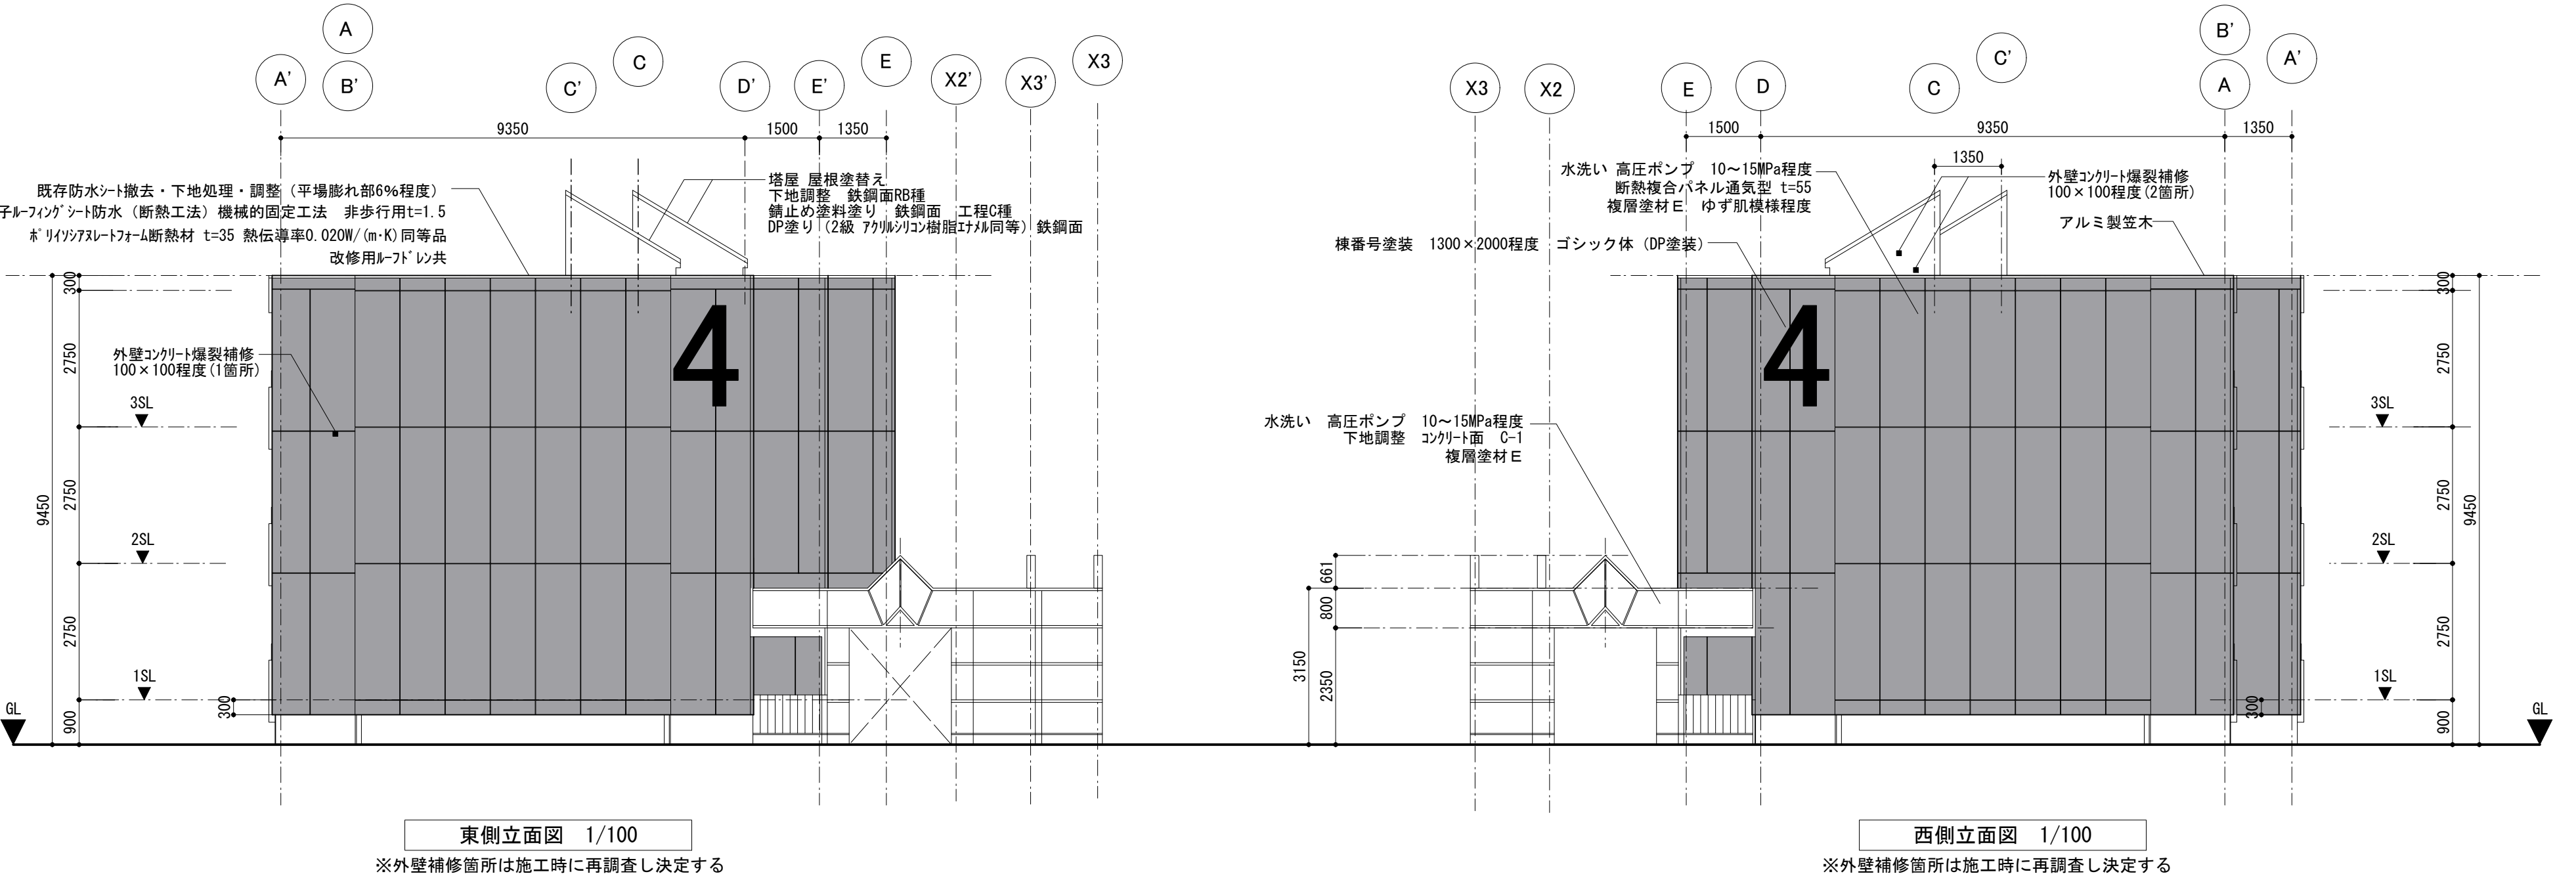 A
A'
B'
C'
C
D'
E'
E
X2'
X3'
X3
9350
1500
1350
既存防水ｼｰﾄ撤去・下地処理・調整（平場膨れ部6%程度）
子ﾙｰﾌｨﾝｸﾞｼｰﾄ防水（断熱工法）機械的固定工法　非歩行用t=1.5
ﾎﾟﾘｲｿｼｱﾇﾚｰﾄﾌｫｰﾑ断熱材 t=35 熱伝導率0.020W/(m･K)同等品
改修用ﾙｰﾌﾄﾞﾚﾝ共
塔屋 屋根塗替え
下地調整　鉄鋼面RB種
錆止め塗料塗り　鉄鋼面　工程C種
DP塗り（2級 ｱｸﾘﾙｼﾘｺﾝ樹脂ｴﾅﾒﾙ同等）鉄鋼面
外壁ｺﾝｸﾘｰﾄ爆裂補修
100×100程度(1箇所)
4
300
2750
2750
2750
900
9450
3SL
2SL
1SL
300
GL
東側立面図　1/100
※外壁補修箇所は施工時に再調査し決定する
X3
X2
E
D
C
C'
B'
A
A'
1500
9350
1350
1350
水洗い 高圧ポンプ　10～15MPa程度
断熱複合パネル通気型 t=55
複層塗材Ｅ　ゆず肌模様程度
棟番号塗装　1300×2000程度　ゴシック体（DP塗装）
外壁コンクリート爆裂補修
100×100程度(2箇所)
アルミ製笠木
水洗い　高圧ポンプ　10～15MPa程度
下地調整　ｺﾝｸﾘｰﾄ面　C-1
複層塗材Ｅ
4
661
800
2350
3150
300
2750
2750
2750
900
9450
3SL
2SL
1SL
300
GL
西側立面図　1/100
※外壁補修箇所は施工時に再調査し決定する